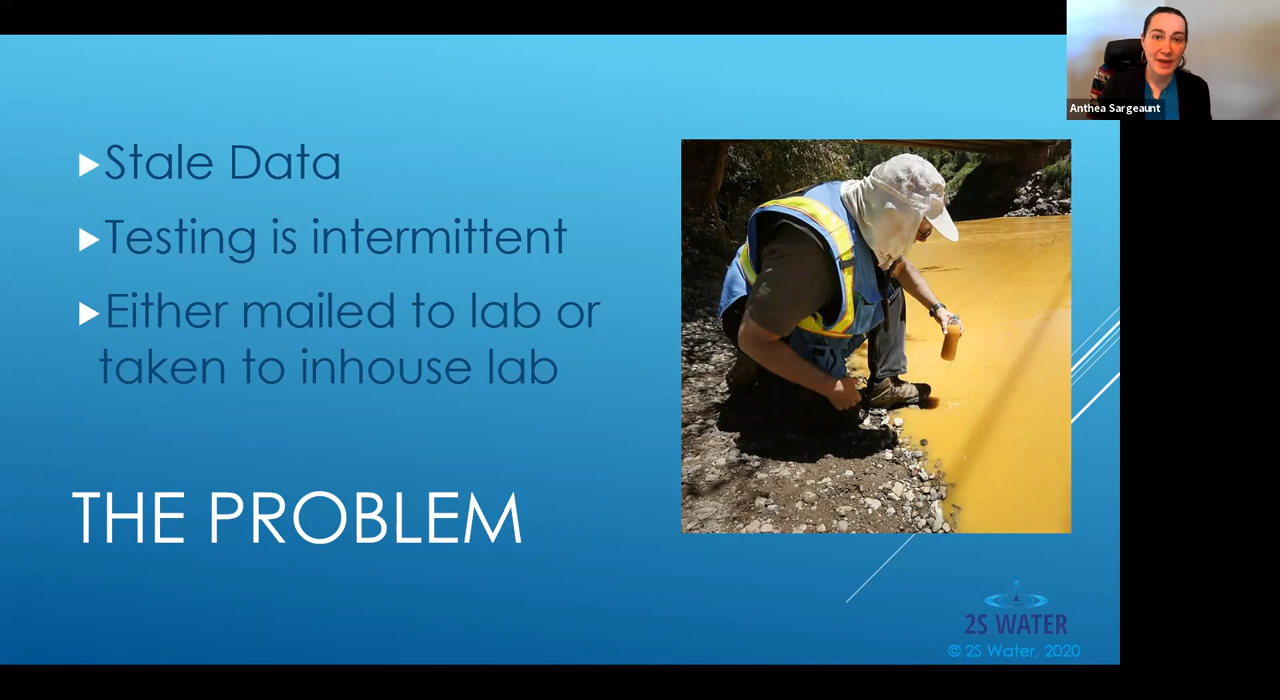 Anthea Sargeaunt
Stale Data
Testing is intermittent
Either mailed to lab or
taken to inhouse lab
THE PROBLEM
2S WATER
© 2S Water, 2020